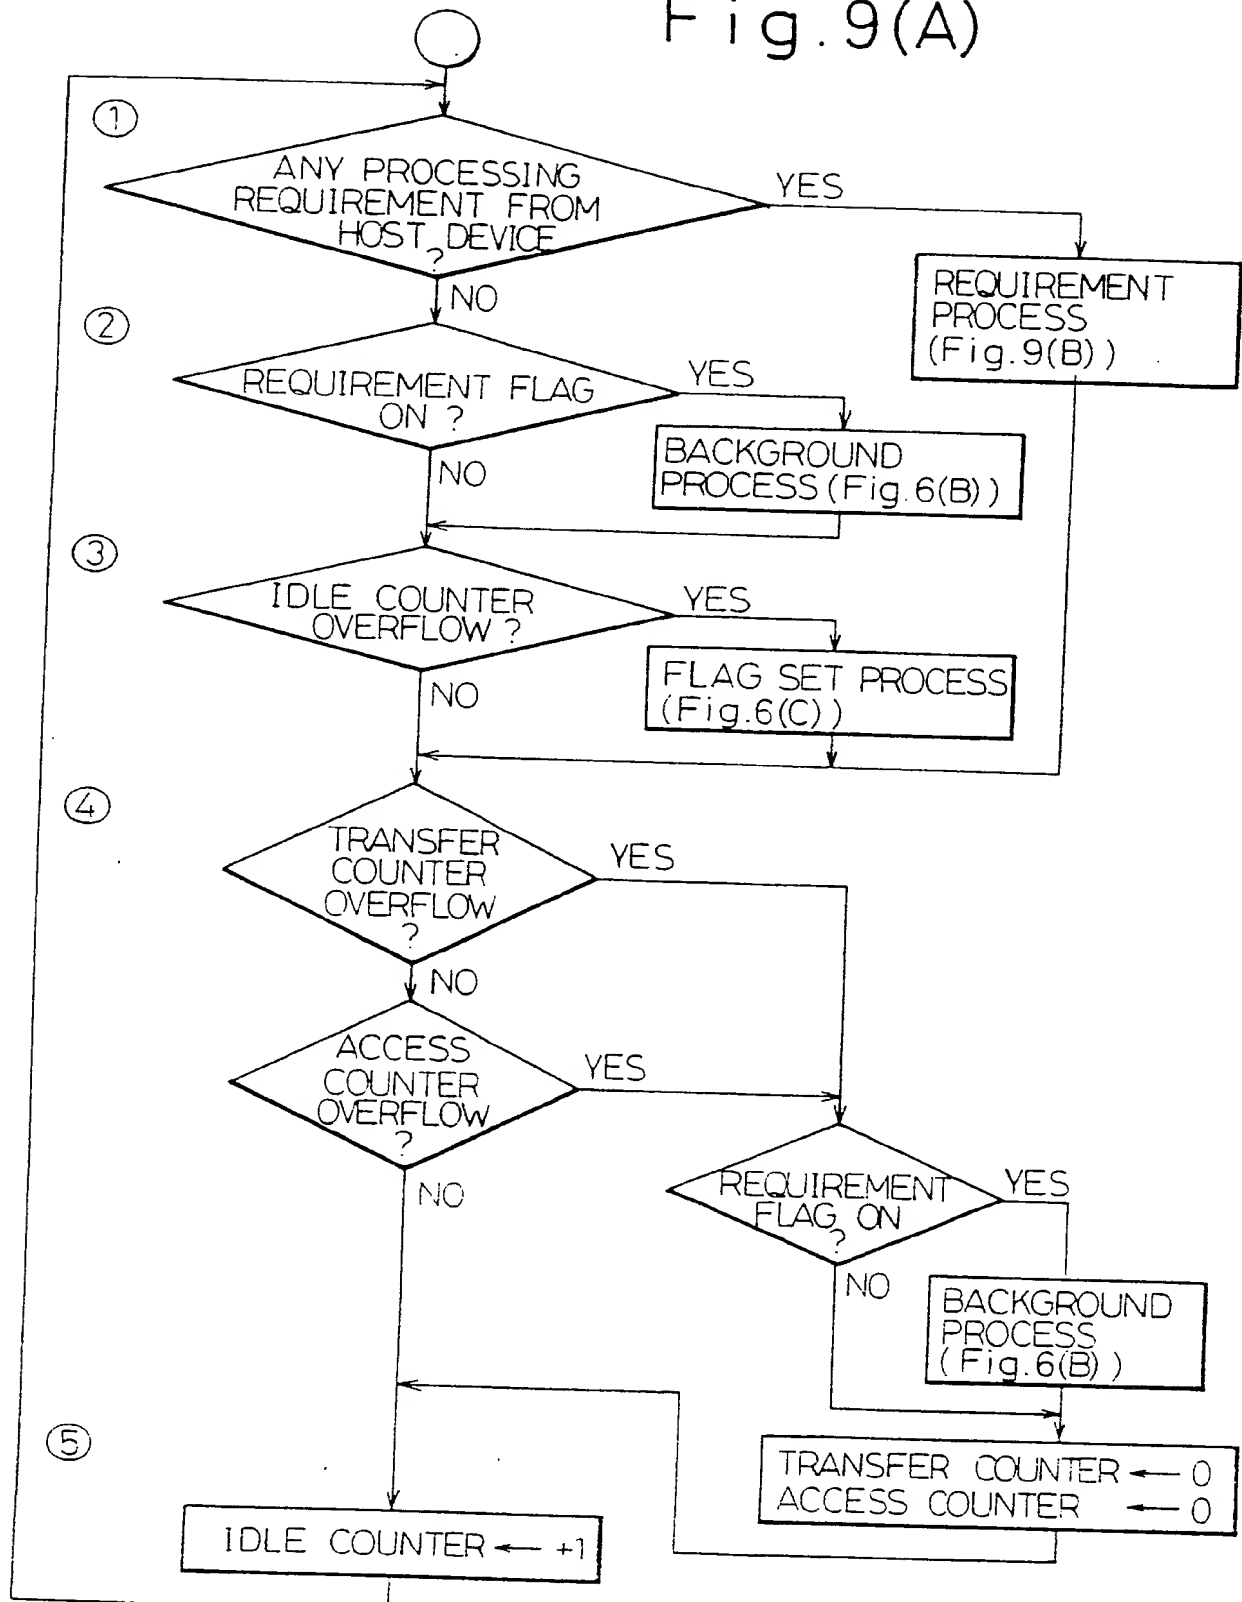 Fig.9(A)
①
ANY PROCESSING
REQUIREMENT FROM
HOST DEVICE
?
YES
NO
REQUIREMENT
PROCESS
(Fig.9(B))
②
REQUIREMENT FLAG
ON ?
YES
NO
BACKGROUND
PROCESS(Fig.6(B))
③
IDLE COUNTER
OVERFLOW ?
YES
NO
FLAG SET PROCESS
(Fig.6(C))
④
TRANSFER
COUNTER
OVERFLOW
?
YES
NO
ACCESS
COUNTER
OVERFLOW
?
YES
NO
REQUIREMENT
FLAG ON
?
YES
NO
BACKGROUND
PROCESS
(Fig.6(B))
TRANSFER COUNTER ← 0
ACCESS COUNTER ← 0
⑤
IDLE COUNTER ← +1